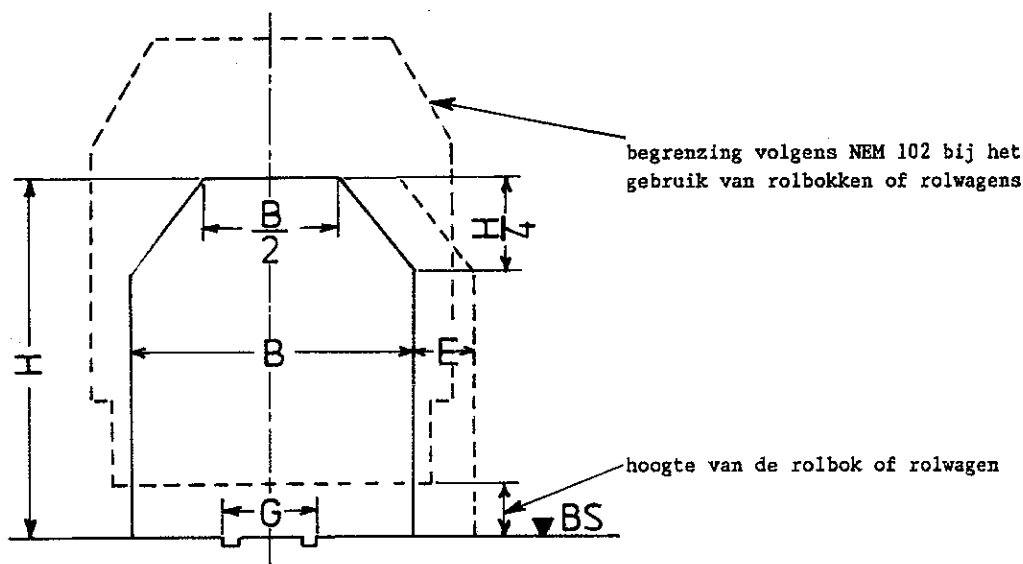 begrenzing volgens NEM 102 bij het
gebruik van rolbokken of rolwagens
B
2
H
4
H
B
E
hoogte van de rolbok of rolwagen
G
BS